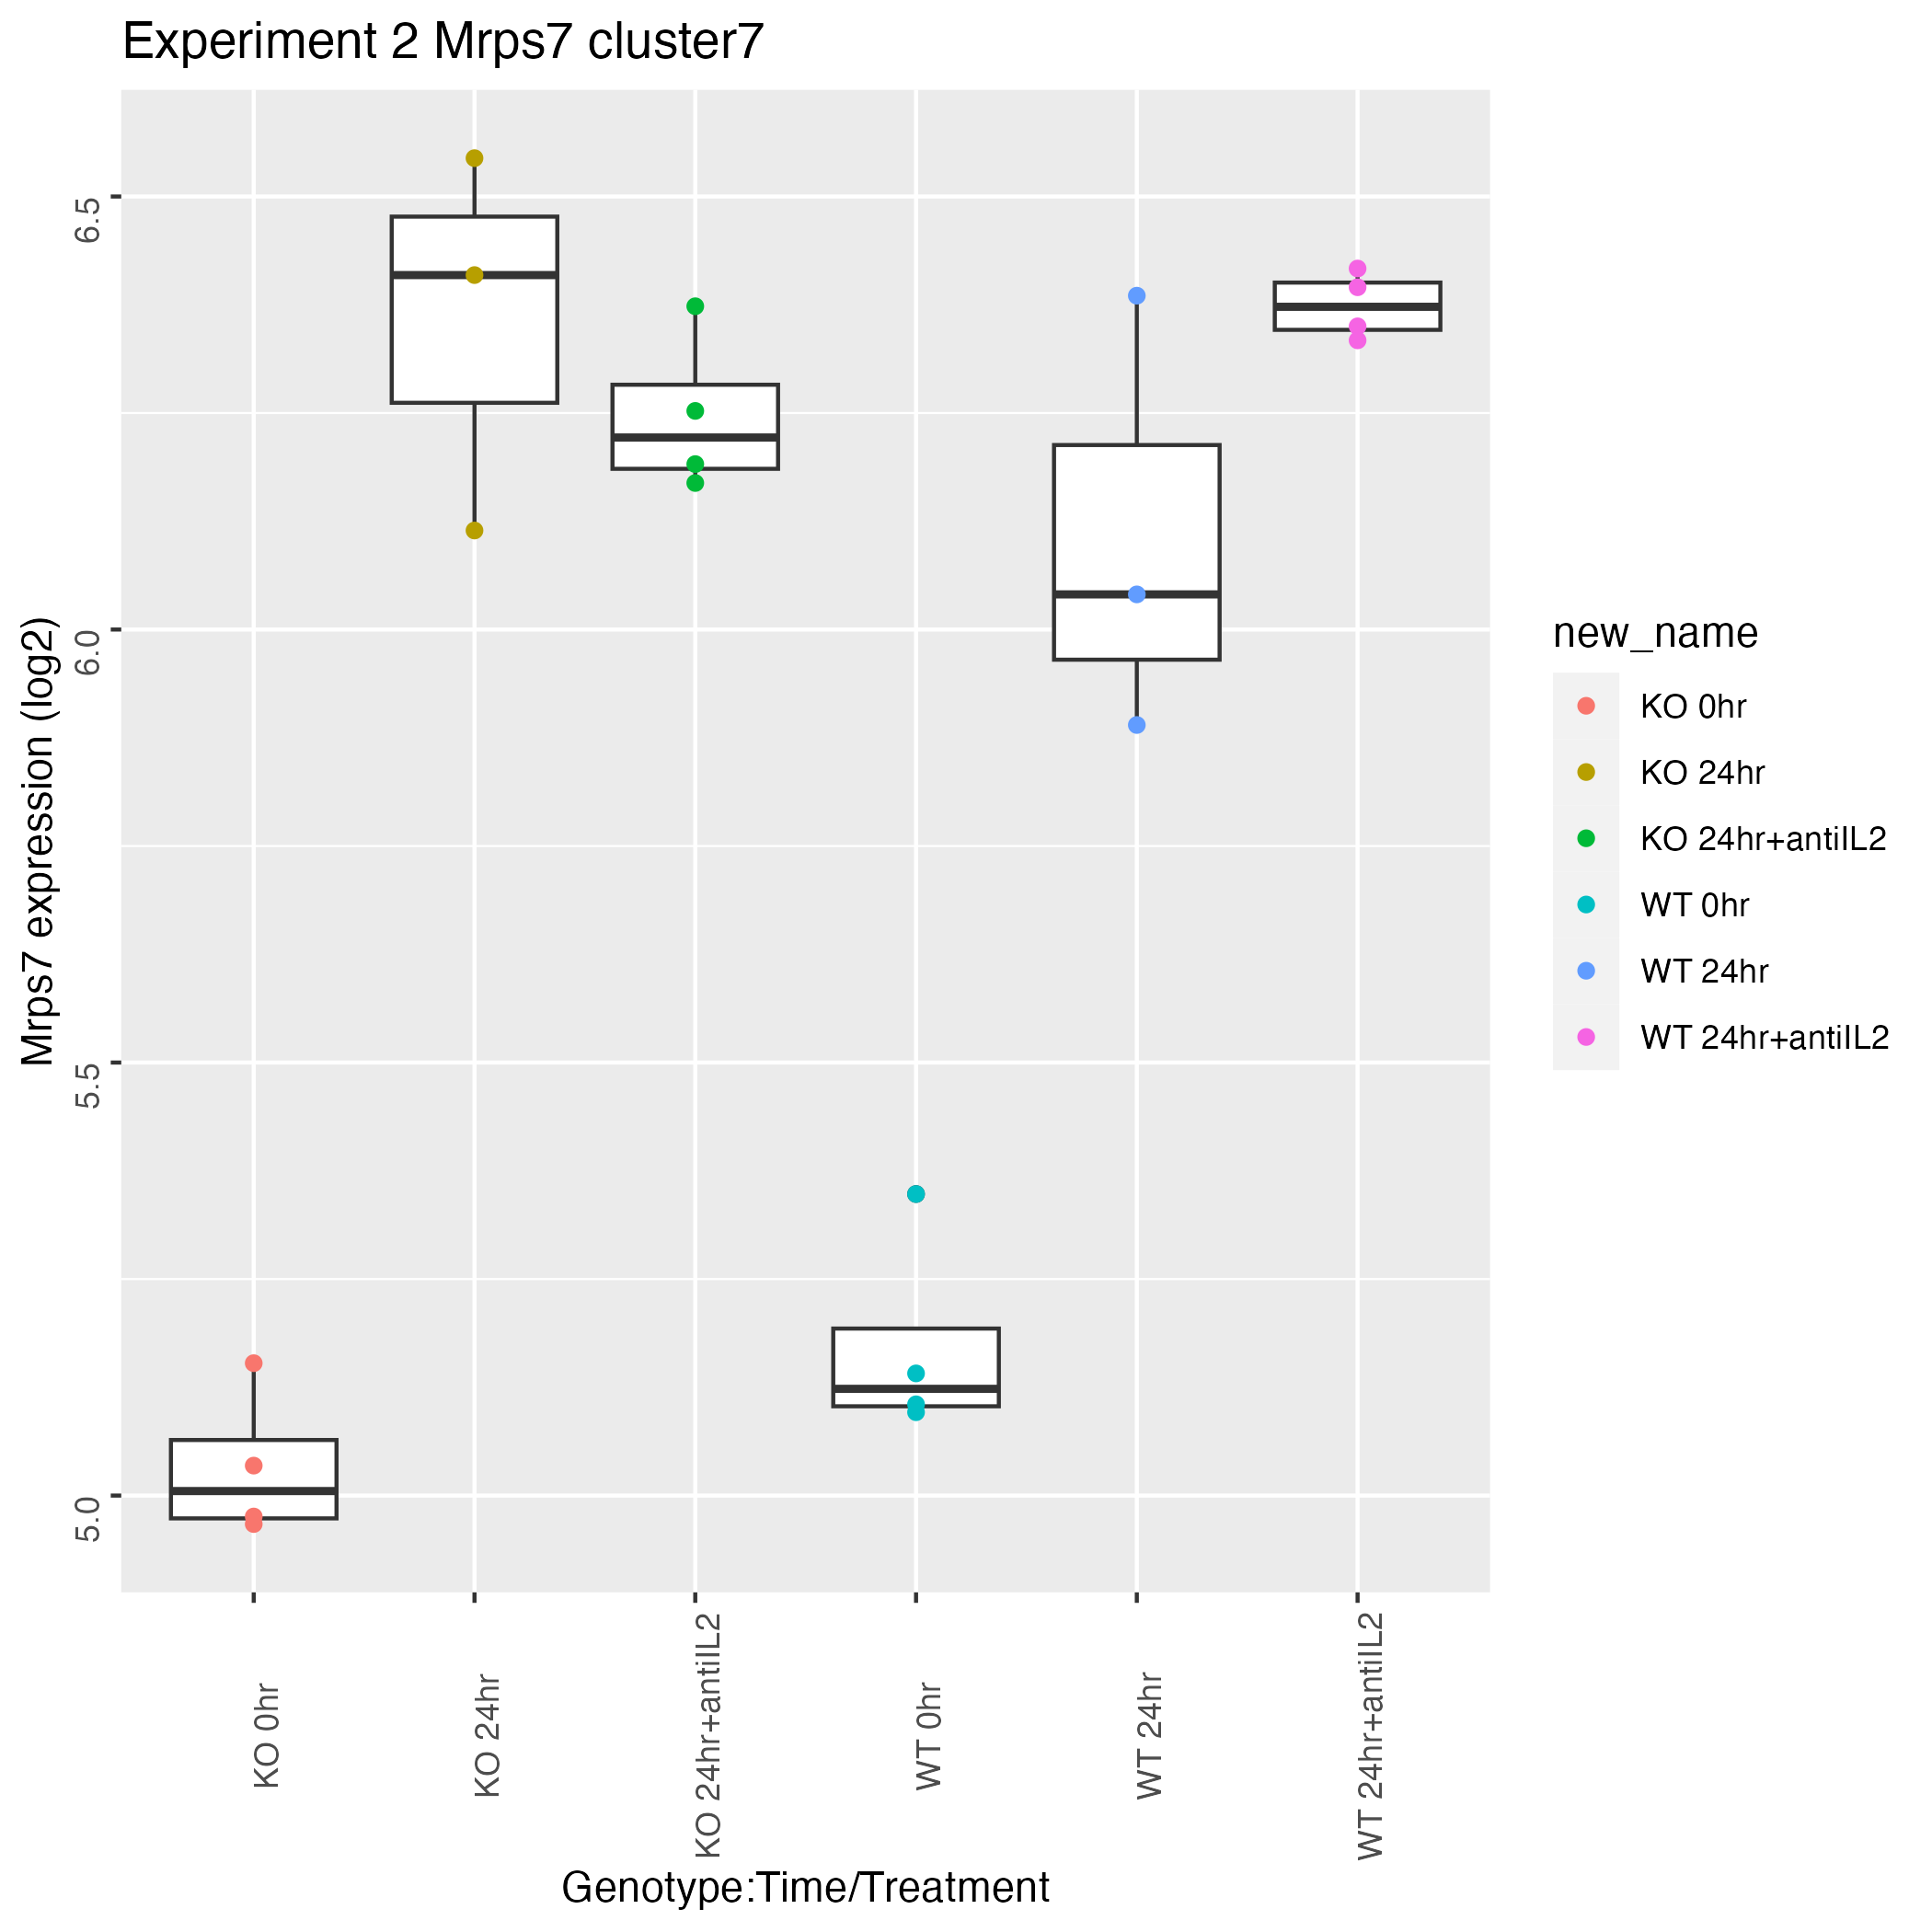 Experiment 2 Mrps7 cluster7
Mrps7 expression (log2)
6.5
6.0
5.5
5.0
KO 0hr
KO 24hr
KO 24hr+antiIL2
WT 0hr
WT 24hr
WT 24hr+antiIL2
Genotype:Time/Treatment
new_name
KO 0hr
KO 24hr
KO 24hr+antiIL2
WT 0hr
WT 24hr
WT 24hr+antiIL2